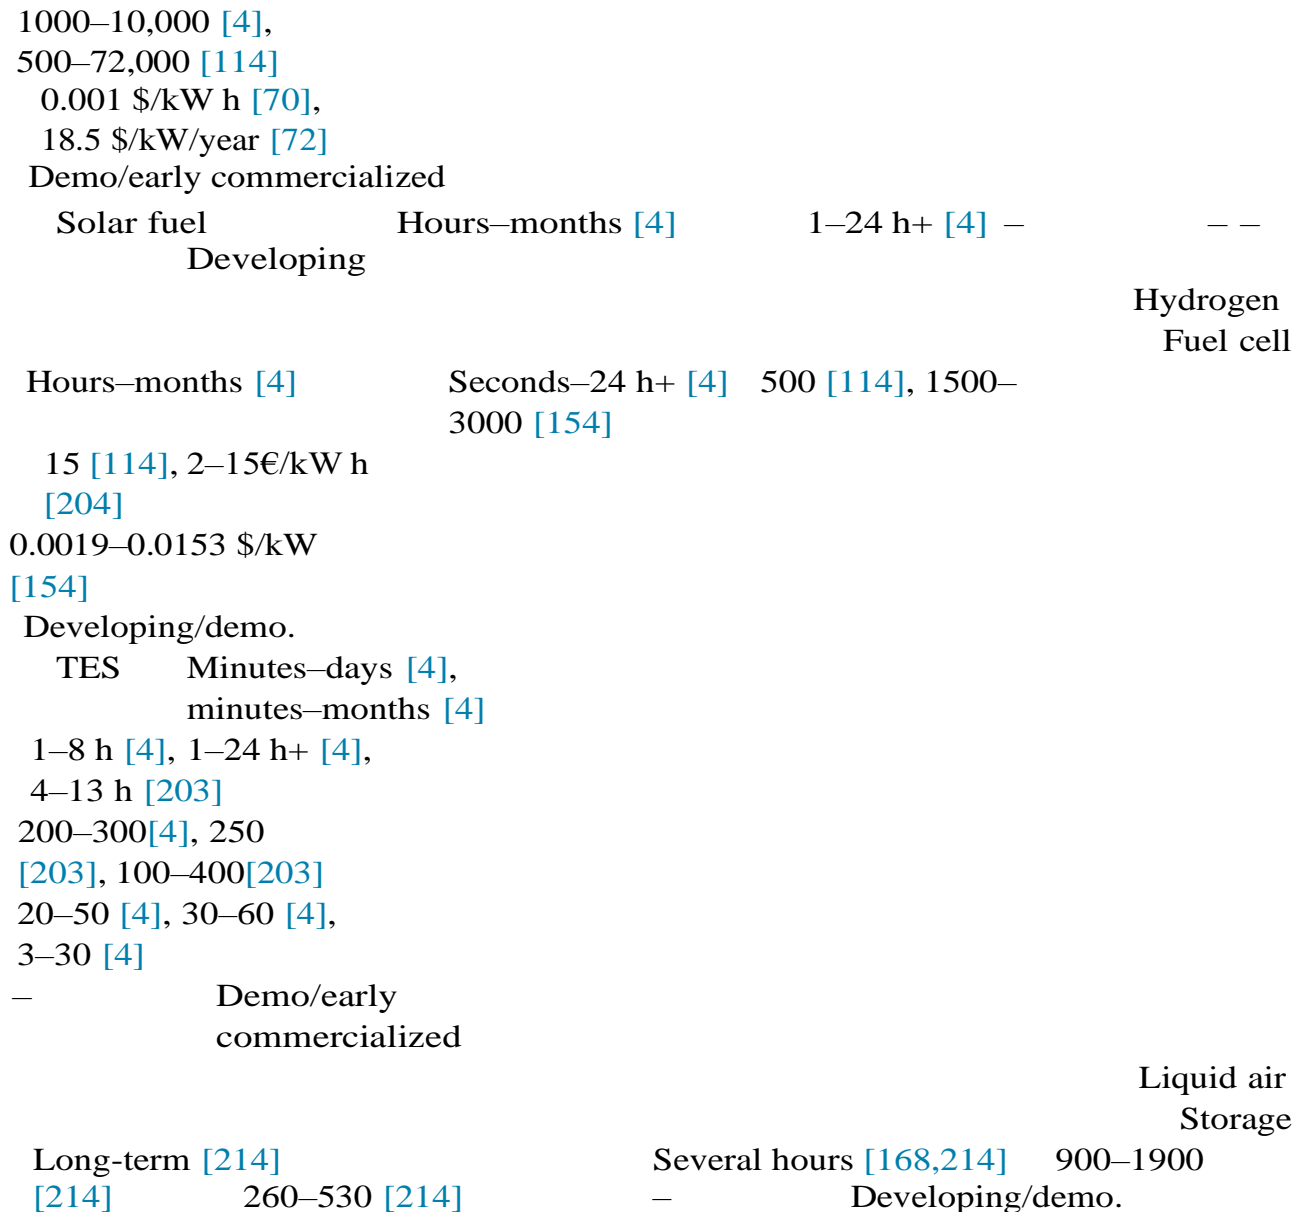 1000–10,000 [4],
500–72,000 [114]
0.001 $/kW h [70],
18.5 $/kW/year [72]
Demo/early commercialized
Solar fuel Hours–months [4] 1–24 h+ [4] – – –
Developing
Hydrogen
Fuel cell
Hours–months [4] Seconds–24 h+ [4] 500 [114], 1500–
3000 [154]
15 [114], 2–15€/kW h
[204]
0.0019–0.0153 $/kW
[154]
Developing/demo.
TES Minutes–days [4],
minutes–months [4]
1–8 h [4], 1–24 h+ [4],
4–13 h [203]
200–300[4], 250
[203], 100–400[203]
20–50 [4], 30–60 [4],
3–30 [4]
– Demo/early
commercialized
Liquid air
Storage
Long-term [214] Several hours [168,214] 900–1900
[214] 260–530 [214] – Developing/demo.